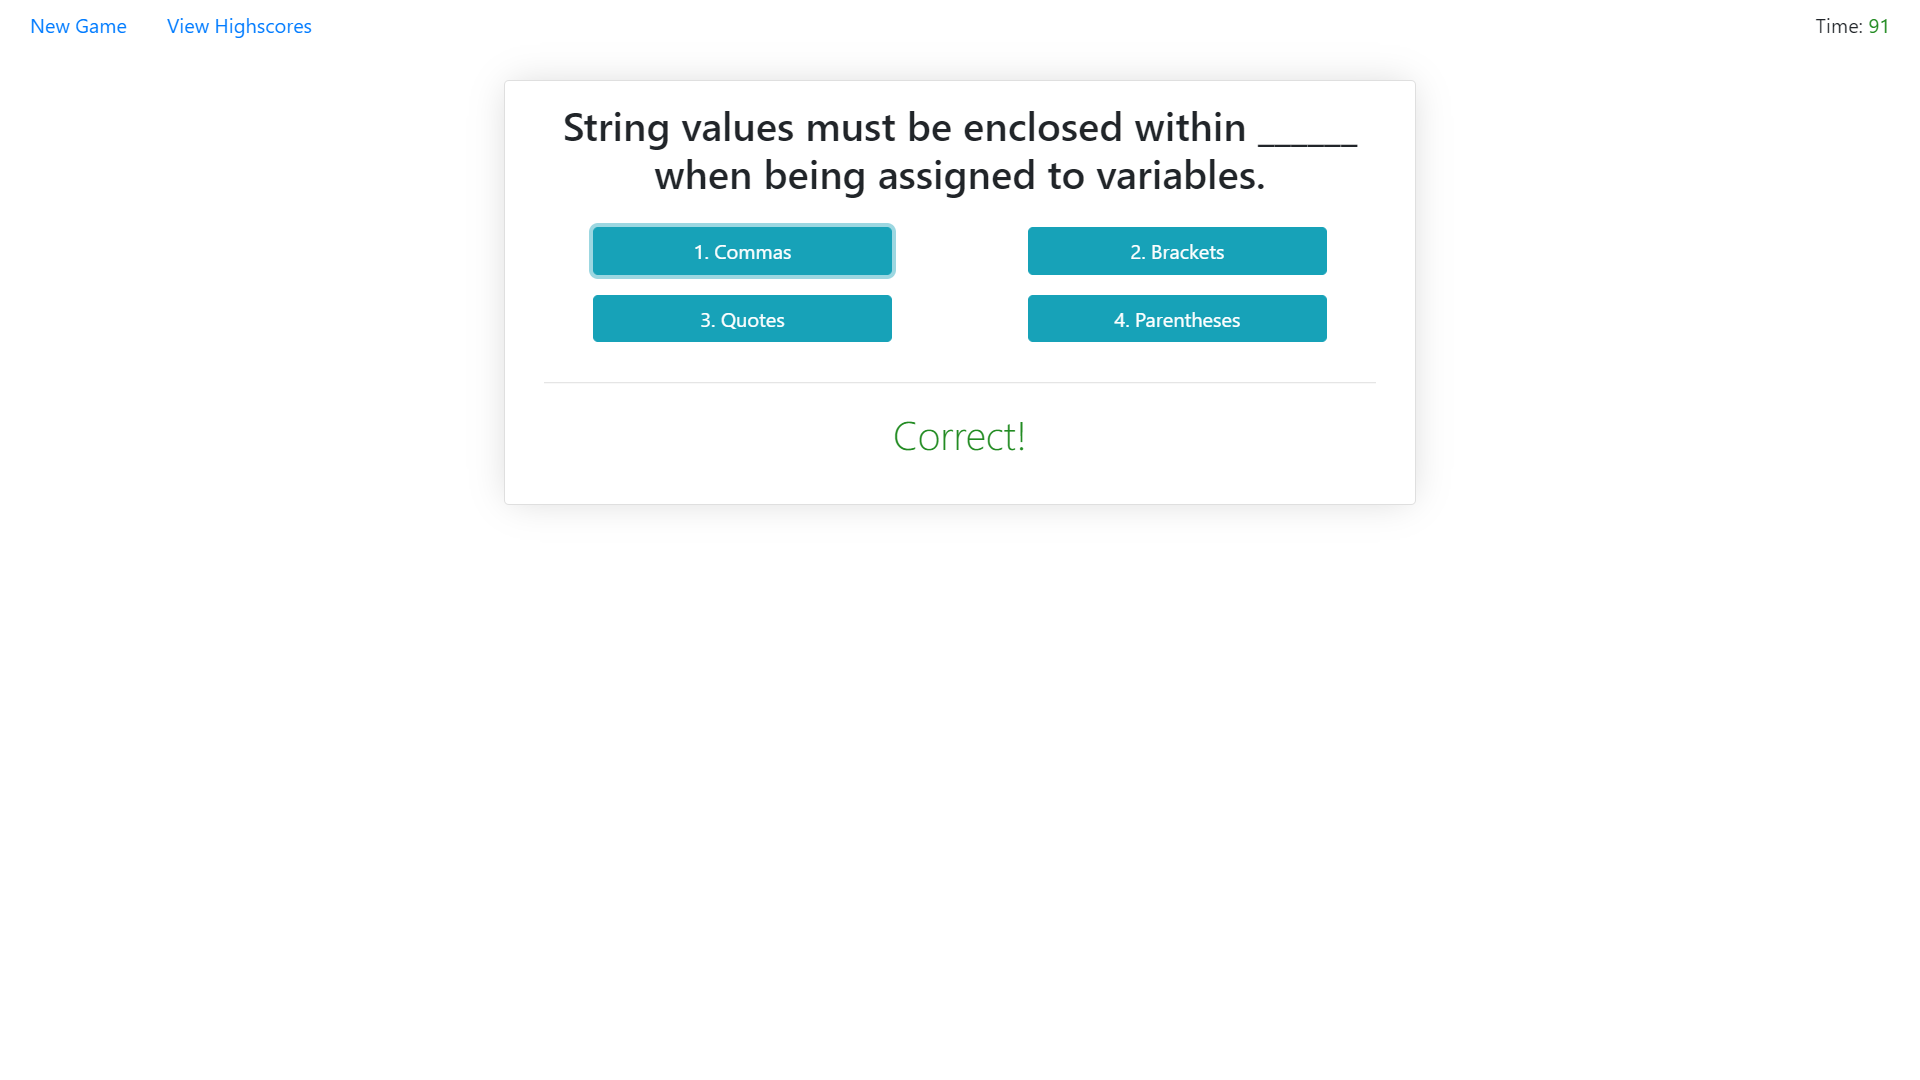 New Game View Highscores Time: 91
String values must be enclosed within ______
when being assigned to variables.
1. Commas 2. Brackets
3. Quotes 4. Parentheses
Correct!